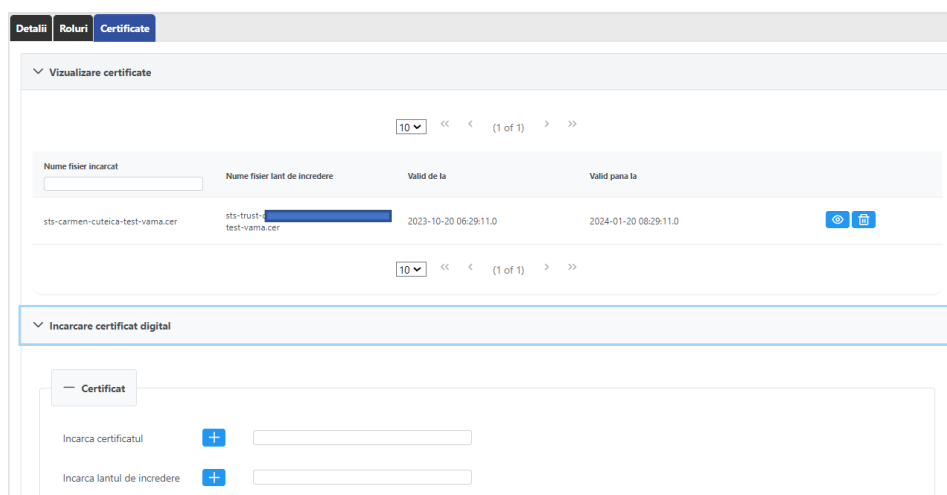 Detalii Roluri Certificate
Vizualizare certificate
10 (1 of 1)
Nume fisier incarcat Nume fisier lant de incredere Valid de la Valid pana la
sts-carmen-cuteica-test-vama.cer sts-trust- 2023-10-20 06:29:11.0 2024-01-20 08:29:11.0
test-vama.cer
10 (1 of 1)
Incarcare certificat digital
Certificat
Incarca certificatul
Incarca lantul de incredere